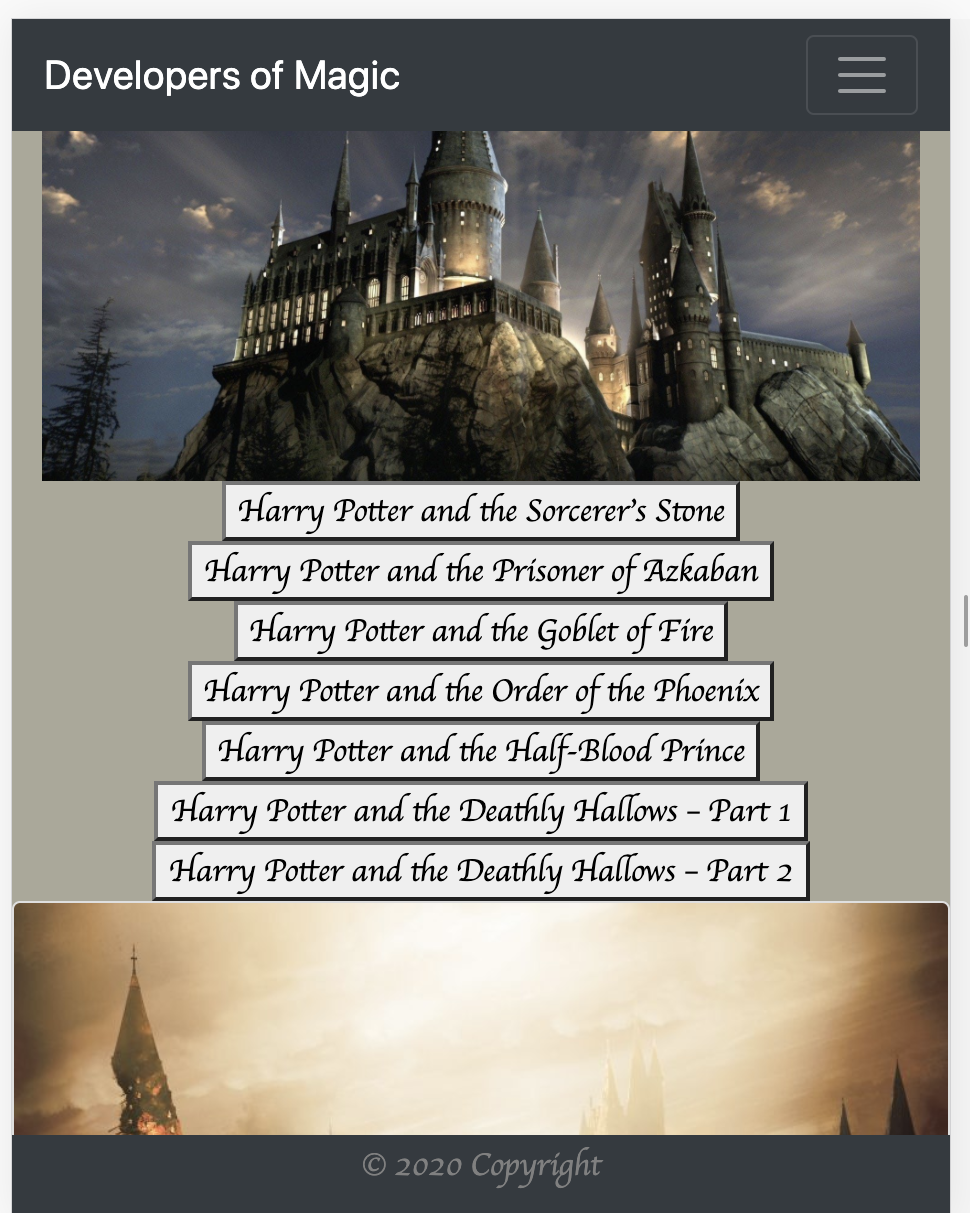 Developers of Magic
Harry Potter and the Sorcerer's Stone
Harry Potter and the Prisoner of Azkaban
Harry Potter and the Goblet of Fire
Harry Potter and the Order of the Phoenix
Harry Potter and the Half-Blood Prince
Harry Potter and the Deathly Hallows – Part 1
Harry Potter and the Deathly Hallows – Part 2
© 2020 Copyright